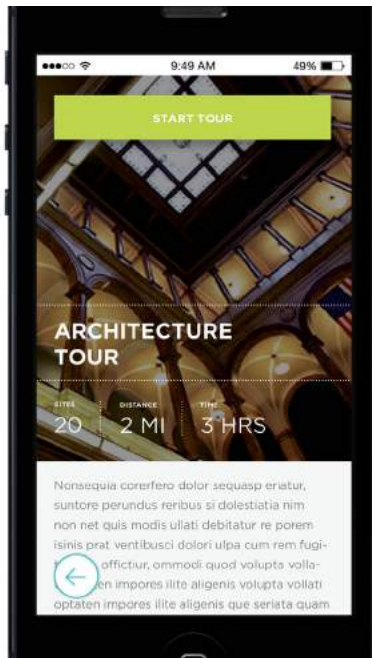 9:49 AM
49%
START TOUR
ARCHITECTURE
TOUR
SITES DISTANCE TIME
20 2 MI 3 HRS
Nonsequia corerfero dolor sequasp eriatur,
suntore perundus reribus si dolestiatia nim
non net quis modis ullati debitatur re porem
isinis prat ventibusci dolori ulpa cum rem fugi-
offictiur, ommodi quod volupta volla-
en impores ilite aligenis volupta vollati
optaten impores ilite aligenis que seriata quam